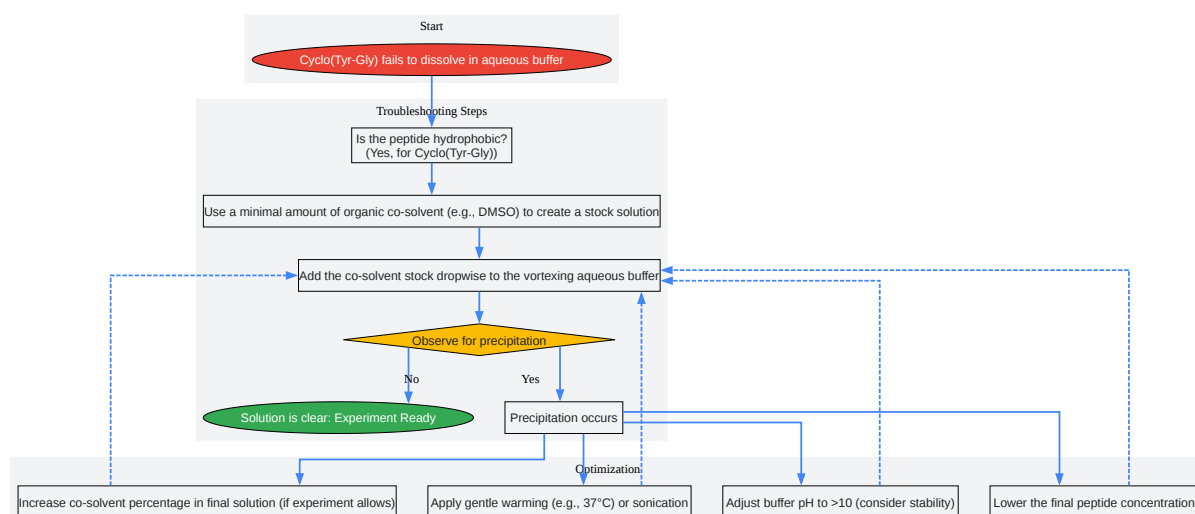 Start
Cyclo(Tyr-Gly) fails to dissolve in aqueous buffer
Troubleshooting Steps
Is the peptide hydrophobic?
(Yes, for Cyclo(Tyr-Gly))
Use a minimal amount of organic co-solvent (e.g., DMSO) to create a stock solution
Add the co-solvent stock dropwise to the vortexing aqueous buffer
Observe for precipitation
No
Yes
Solution is clear: Experiment Ready
Precipitation occurs
Optimization
Increase co-solvent percentage in final solution (if experiment allows)
Apply gentle warming (e.g., 37°C) or sonication
Adjust buffer pH to >10 (consider stability)
Lower the final peptide concentration